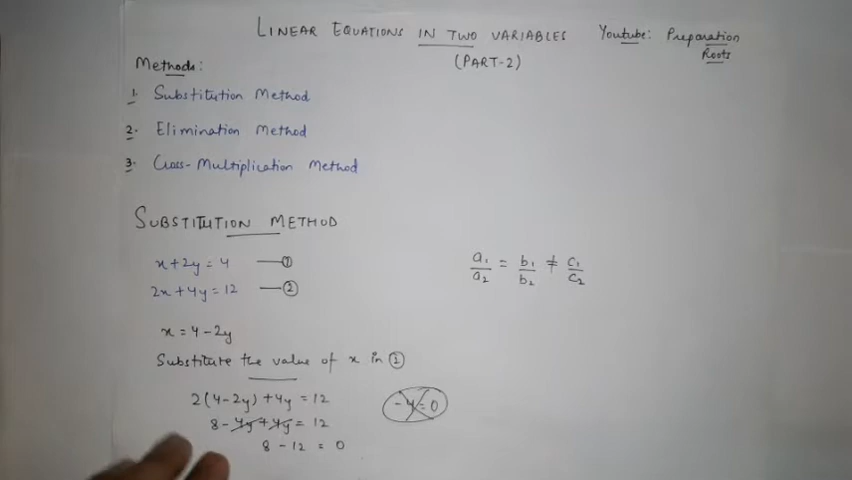 LINEAR EQUATIONS IN TWO VARIABLES
(PART-2)
Youtube: Preparation
Roots
Methods:
1. Substitution Method
2. Elimination Method
3. Cross-Multiplication Method
SUBSTITUTION METHOD
x+2y=4 —①
2x+4y=12 —②
a₁/a₂ = b₁/b₂ ≠ c₁/c₂
x=4-2y
Substitute the value of x in ②
2(4-2y)+4y=12
8-4y+4y=12
8-12=0
-4=0